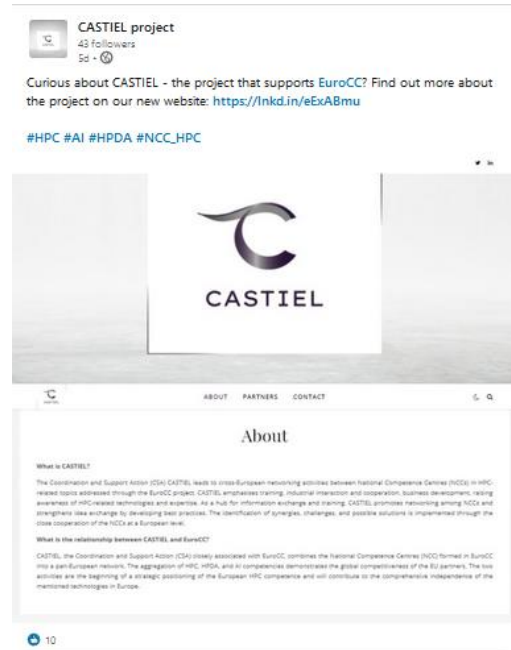 CASTIEL project
43 followers
5d •
Curious about CASTIEL - the project that supports EuroCC? Find out more about
the project on our new website: https://lnkd.in/eExABmu
#HPC #AI #HPDA #NCC_HPC
CASTIEL
ABOUT PARTNERS CONTACT
About
What is CASTIEL?
The Coordination and Support Action (CSA) CASTIEL leads to cross-European networking activities between National Competence Centres (NCCs) in HPC-
related topics addressed through the EuroCC project. CASTIEL emphasises training, industrial interaction and cooperation, business development, raising
awareness of HPC-related technologies and expertise. As a hub for information exchange and training, CASTIEL promotes networking among NCCs and
strengthens idea exchange by developing best practices. The identification of synergies, challenges, and possible solutions is implemented through the
close cooperation of the NCCs at a European level.
What is the relationship between CASTIEL and EuroCC?
CASTIEL, the Coordination and Support Action (CSA) closely associated with EuroCC, combines the National Competence Centres (NCC) formed in EuroCC
into a pan-European network. The aggregation of HPC, HPDA, and AI competencies demonstrates the global competitiveness of the EU partners. The two
activities are the beginning of a strategic positioning of the European HPC competence and will contribute to the comprehensive independence of the
mentioned technologies in Europe.
10